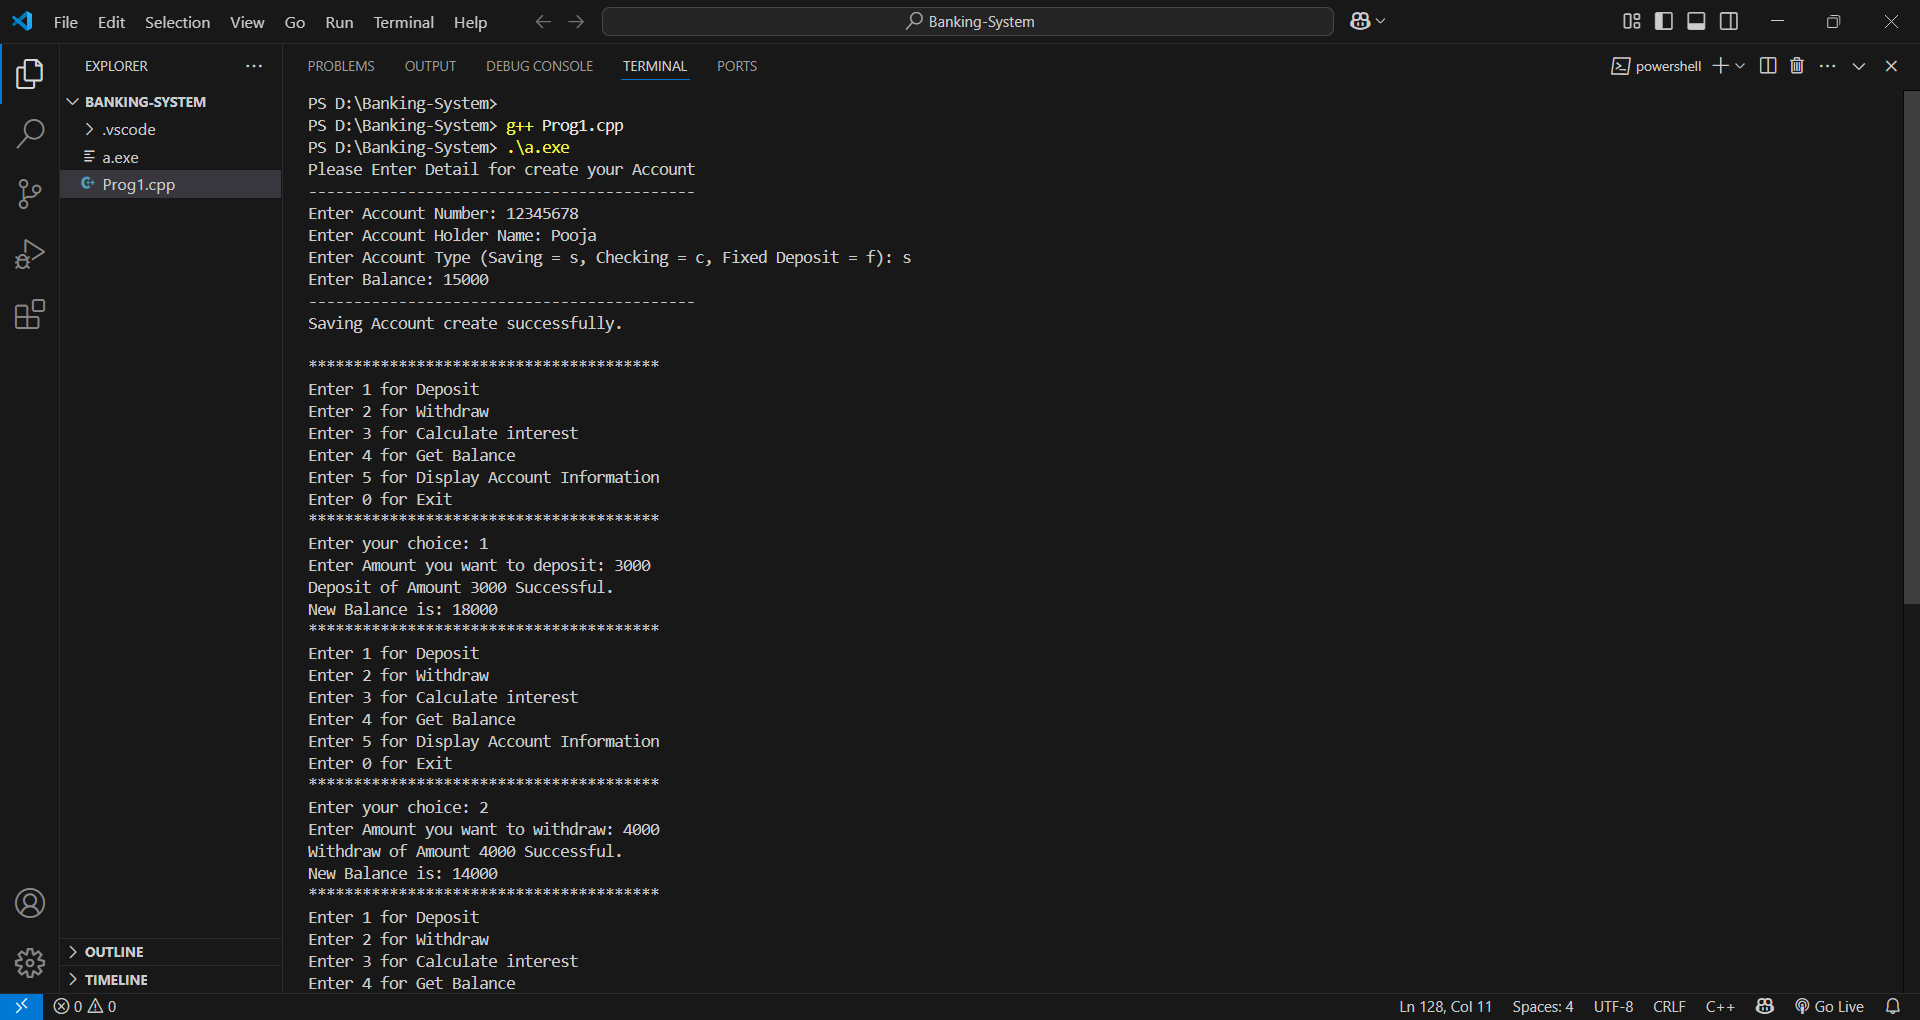 File Edit Selection View Go Run Terminal Help
Banking-System
EXPLORER
BANKING-SYSTEM
.vscode
a.exe
Prog1.cpp
OUTLINE
TIMELINE
PROBLEMS OUTPUT DEBUG CONSOLE TERMINAL PORTS
powershell
PS D:\Banking-System>
PS D:\Banking-System> g++ Prog1.cpp
PS D:\Banking-System> .\a.exe
Please Enter Detail for create your Account
-------------------------------------------
Enter Account Number: 12345678
Enter Account Holder Name: Pooja
Enter Account Type (Saving = s, Checking = c, Fixed Deposit = f): s
Enter Balance: 15000
-------------------------------------------
Saving Account create successfully.
***************************************
Enter 1 for Deposit
Enter 2 for Withdraw
Enter 3 for Calculate interest
Enter 4 for Get Balance
Enter 5 for Display Account Information
Enter 0 for Exit
***************************************
Enter your choice: 1
Enter Amount you want to deposit: 3000
Deposit of Amount 3000 Successful.
New Balance is: 18000
***************************************
Enter 1 for Deposit
Enter 2 for Withdraw
Enter 3 for Calculate interest
Enter 4 for Get Balance
Enter 5 for Display Account Information
Enter 0 for Exit
***************************************
Enter your choice: 2
Enter Amount you want to withdraw: 4000
Withdraw of Amount 4000 Successful.
New Balance is: 14000
***************************************
Enter 1 for Deposit
Enter 2 for Withdraw
Enter 3 for Calculate interest
Enter 4 for Get Balance
0 0 Ln 128, Col 11 Spaces: 4 UTF-8 CRLF C++ Go Live